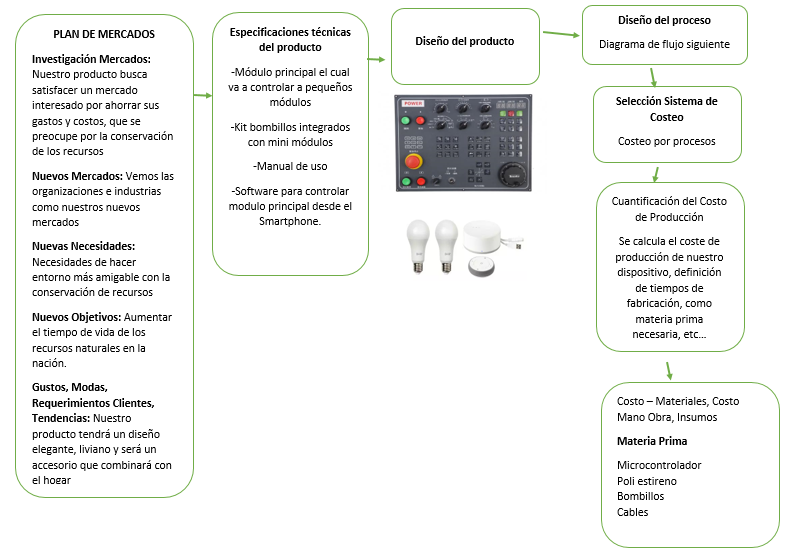 PLAN DE MERCADOS
Investigación Mercados:
Nuestro producto busca
satisfacer un mercado
interesado por ahorrar sus
gastos y costos, que se
preocupe por la conservación
de los recursos
Nuevos Mercados: Vemos las
organizaciones e industrias
como nuestros nuevos
mercados
Nuevas Necesidades:
Necesidades de hacer
entorno más amigable con la
conservación de recursos
Nuevos Objetivos: Aumentar
el tiempo de vida de los
recursos naturales en la
nación.
Gustos, Modas,
Requerimientos Clientes,
Tendencias: Nuestro
producto tendrá un diseño
elegante, liviano y será un
accesorio que combinará con
el hogar
Especificaciones técnicas
del producto
-Módulo principal el cual
va a controlar a pequeños
módulos
-Kit bombillos integrados
con mini módulos
-Manual de uso
-Software para controlar
modulo principal desde el
Smartphone.
Diseño del producto
POWER
Diseño del proceso
Diagrama de flujo siguiente
Selección Sistema de
Costeo
Costeo por procesos
Cuantificación del Costo
de Producción
Se calcula el coste de
producción de nuestro
dispositivo, definición
de tiempos de
fabricación, como
materia prima
necesaria, etc...
Costo – Materiales, Costo
Mano Obra, Insumos
Materia Prima
Microcontrolador
Poli estireno
Bombillos
Cables